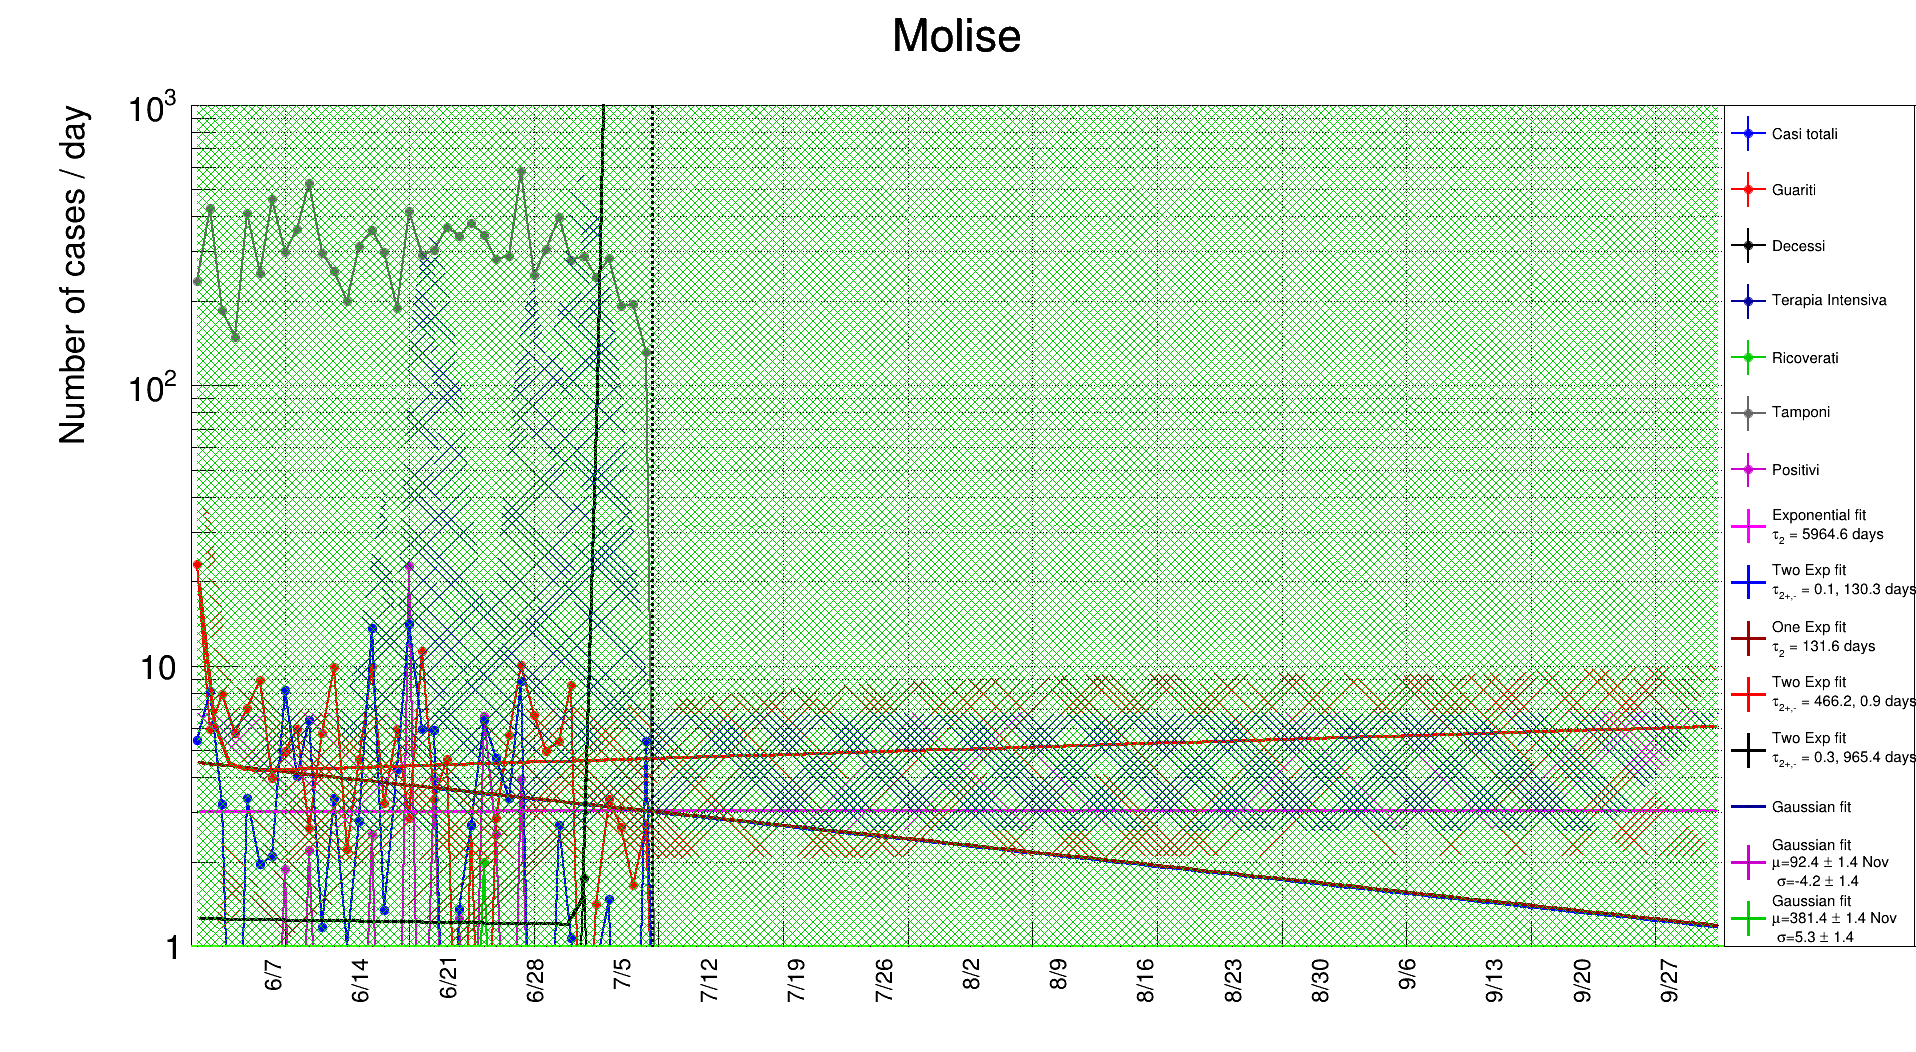 Molise
Number of cases / day
10³
10²
10
1
6/7
6/14
6/21
6/28
7/5
7/12
7/19
7/26
8/2
8/9
8/16
8/23
8/30
9/6
9/13
9/20
9/27
Casi totali
Guariti
Decessi
Terapia Intensiva
Ricoverati
Tamponi
Positivi
Exponential fit
τ₂ = 5964.6 days
Two Exp fit
τ₂₊,₋ = 0.1, 130.3 days
One Exp fit
τ₂ = 131.6 days
Two Exp fit
τ₂₊,₋ = 466.2, 0.9 days
Two Exp fit
τ₂₊,₋ = 0.3, 965.4 days
Gaussian fit
Gaussian fit
μ=92.4 ± 1.4 Nov
σ=-4.2 ± 1.4
Gaussian fit
μ=381.4 ± 1.4 Nov
σ=5.3 ± 1.4